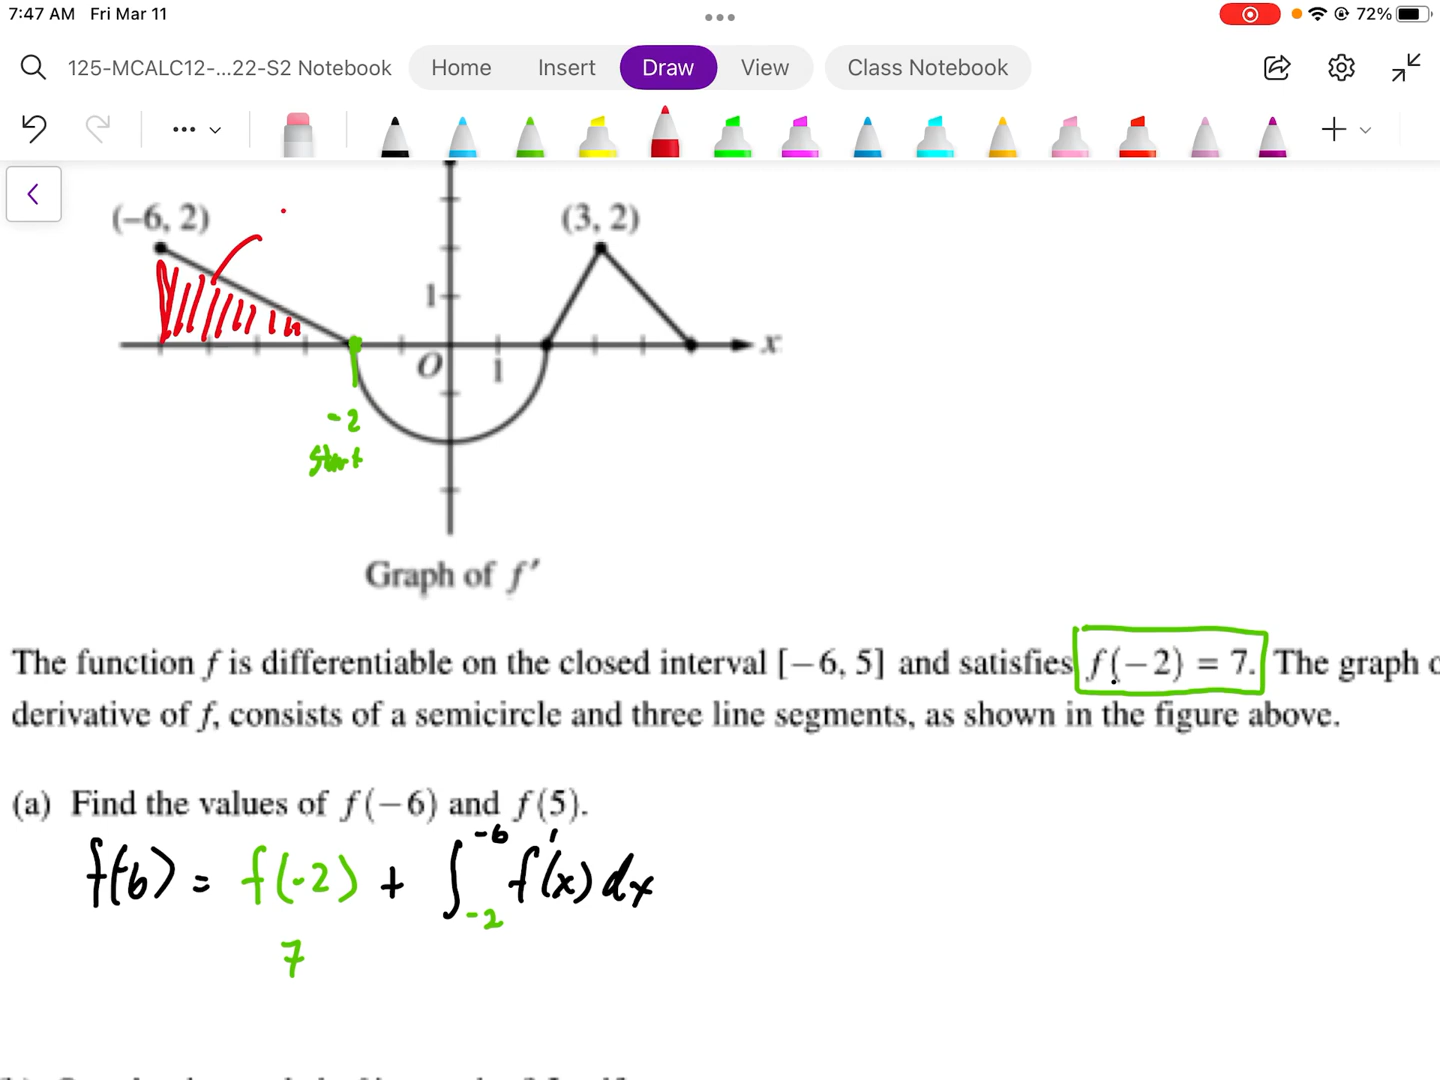 7:47 AM Fri Mar 11
72%
125-MCALC12-...22-S2 Notebook Home Insert Draw View Class Notebook
(−6, 2) (3, 2)
1
O 1 x
-2
Start
Graph of f′
The function f is differentiable on the closed interval [−6, 5] and satisfies f(−2) = 7. The graph
derivative of f, consists of a semicircle and three line segments, as shown in the figure above.
(a) Find the values of f(−6) and f(5).
f(-6) = f(-2) + ∫_{-2}^{-6} f'(x) dx
7